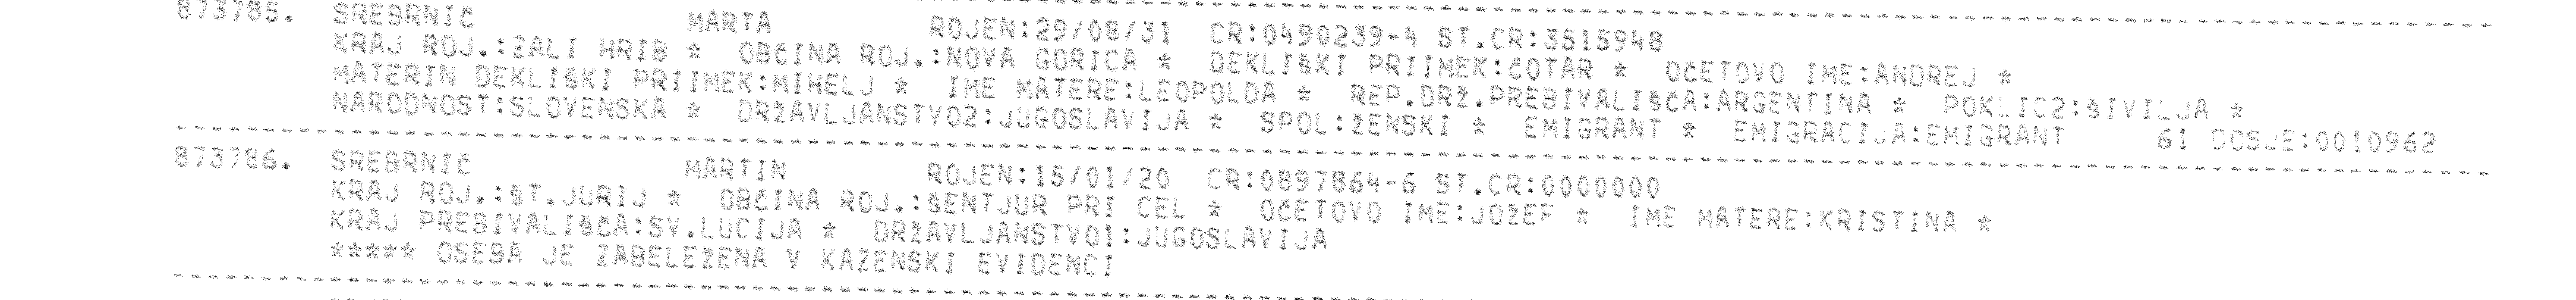 873785. SREBRNIČ MARTA ROJEN:29/08/31 CR:0490239-4 ST.CR:3515948
KRAJ ROJ.:ŽALI HRIB * OBČINA ROJ.:NOVA GORICA * DEKLIŠKI PRIIMEK:ČOTAR * OČETOVO IME:ANDREJ *
MATERIN DEKLIŠKI PRIIMEK:MIHELJ * IME MATERE:LEOPOLDA * REP.DRŽ.PREBIVALIŠČA:ARGENTINA * POKLIC2:ŠIVILJA *
NARODNOST:SLOVENSKA * DRŽAVLJANSTVO2:JUGOSLAVIJA * SPOL:ŽENSKI * EMIGRANT * EMIGRACIJA:EMIGRANT 61 DOSJE:0010962
873786. SREBRNIČ MARTIN ROJEN:15/01/20 CR:0897864-6 ST.CR:0000000
KRAJ ROJ.:ŠT.JURIJ * OBČINA ROJ.:ŠENTJUR PRI CEL * OČETOVO IME:JOŽEF * IME MATERE:KRISTINA *
KRAJ PREBIVALIŠČA:SV.LUCIJA * DRŽAVLJANSTVO1:JUGOSLAVIJA
***** OSEBA JE ZABELEŽENA V KAZENSKI EVIDENCI